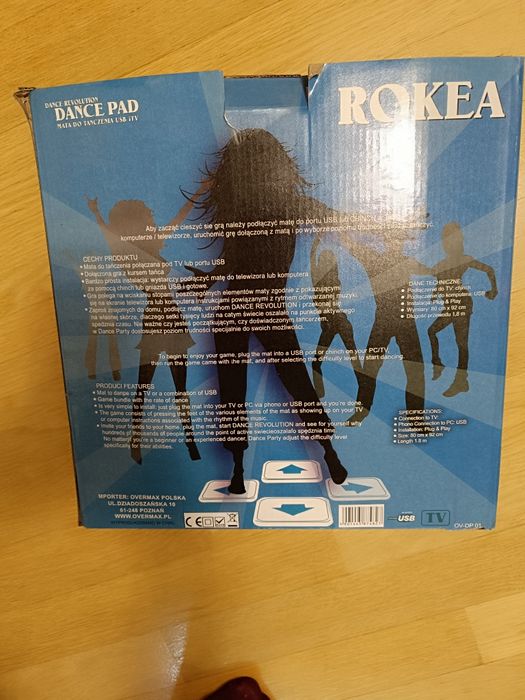 DANCE REVOLUTION
DANCE PAD
MATA DO TAŃCZENIA USB iTV
ROKEA
Aby zacząć cieszyć się grą należy podłączyć matę do portu USB lub CHINCH
komputerze / telewizorze, uruchomić grę dołączoną z matą i po wyborze poziomu trudności
CECHY PRODUKTU
• Mata do tańczenia połączana pod TV lub portu USB
• Dołączona gra z kursem tańca
• Bardzo prosta instalacja: wystarczy podłączyć matę do telewizora lub komputera
za pomocą chinch lub gniazda USB i gotowe.
• Gra polega na wciskaniu stopami poszczególnych elementów maty zgodnie z pokazującymi
się na ekranie telewizora lub komputera instrukcjami powiązanymi z rytmem odtwarzanej muzyki.
• Zaproś znajomych do domu, podłącz matę, uruchom DANCE REVOLUTION i przekonaj się
na własnej skórze, dlaczego setki tysięcy ludzi na całym świecie oszalało na punkcie aktywnego
spędznia czasu. Nie ważne czy jesteś początkującym, czy doświadczonym tancerzem,
w Dance Party dostosujesz poziom trudności specjalnie do swoich możliwości.
DANE TECHNICZNE:
• Podłączenie do TV: chinch
• Podłączenie do komputera: USB
• Instalacja: Plug & Play
• Wymiary: 80 cm x 92 cm
• Długość przewodu 1,8 m
To begin to enjoy your game, plug the mat into a USB port or chinch on your PC/TV,
then run the game came with the mat, and after selecting the difficulty level to start dancing.
PRODUCI FEATURES
• Mat to danpe on a TV or a combination of USB
• Game bundle with the rate of dance
• Is very simple to install: just plug the mat into your TV or PC via phono or USB port and you're done.
• The game consists of pressing the feet of the various elements of the mat as showing up on your TV
or computer instructions associated with the rhythm of the music.
• Invite your friends to your home, plug the mat, start DANCE REVOLUTION and see for yourself why
hundreds of thousands of people around the point of active swiecieoszalało spędznia time.
No matter if you're a beginner or an experienced dancer, Dance Party adjust the difficulty level
specifically for their abilities.
SPECIFICATIONS:
• Connection to TV:
• Phono Connection to PC: USB
• Installation: Plug & Play
• Size: 80 cm x 92 cm
• Length 1.8 m
MPORTER: OVERMAX POLSKA
UL.DZIADOSZAŃSKA 10
61-248 POZNAŃ
WWW.OVERMAX.PL
CE
USB
TV
OV-DP 01